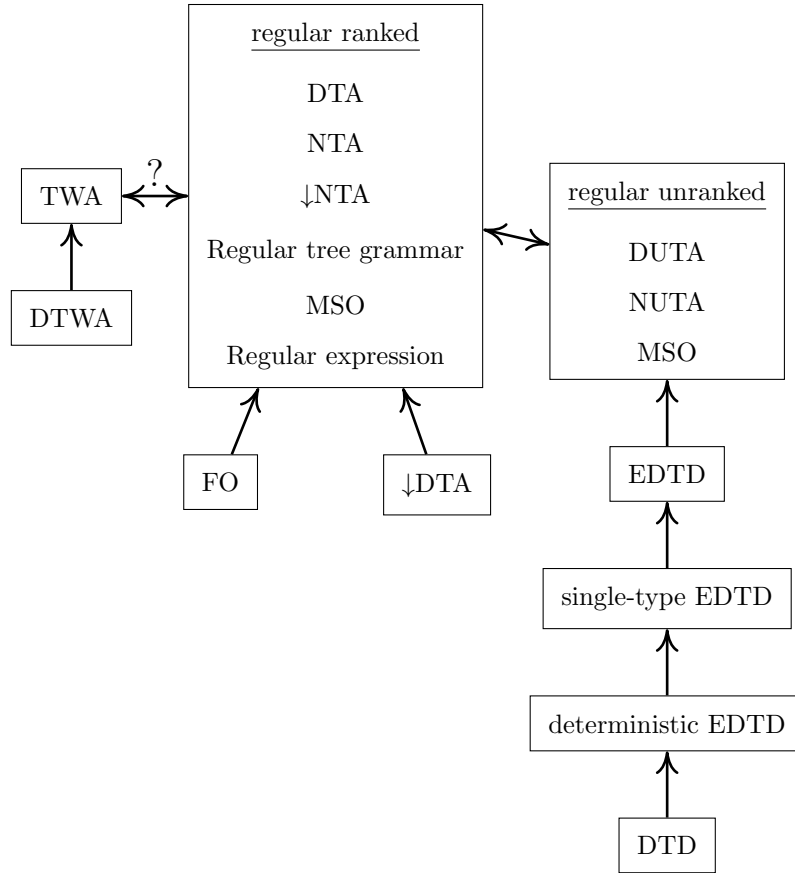 regular ranked
DTA
NTA
↓NTA
Regular tree grammar
MSO
Regular expression
?
TWA
DTWA
regular unranked
DUTA
NUTA
MSO
FO
↓DTA
EDTD
single-type EDTD
deterministic EDTD
DTD